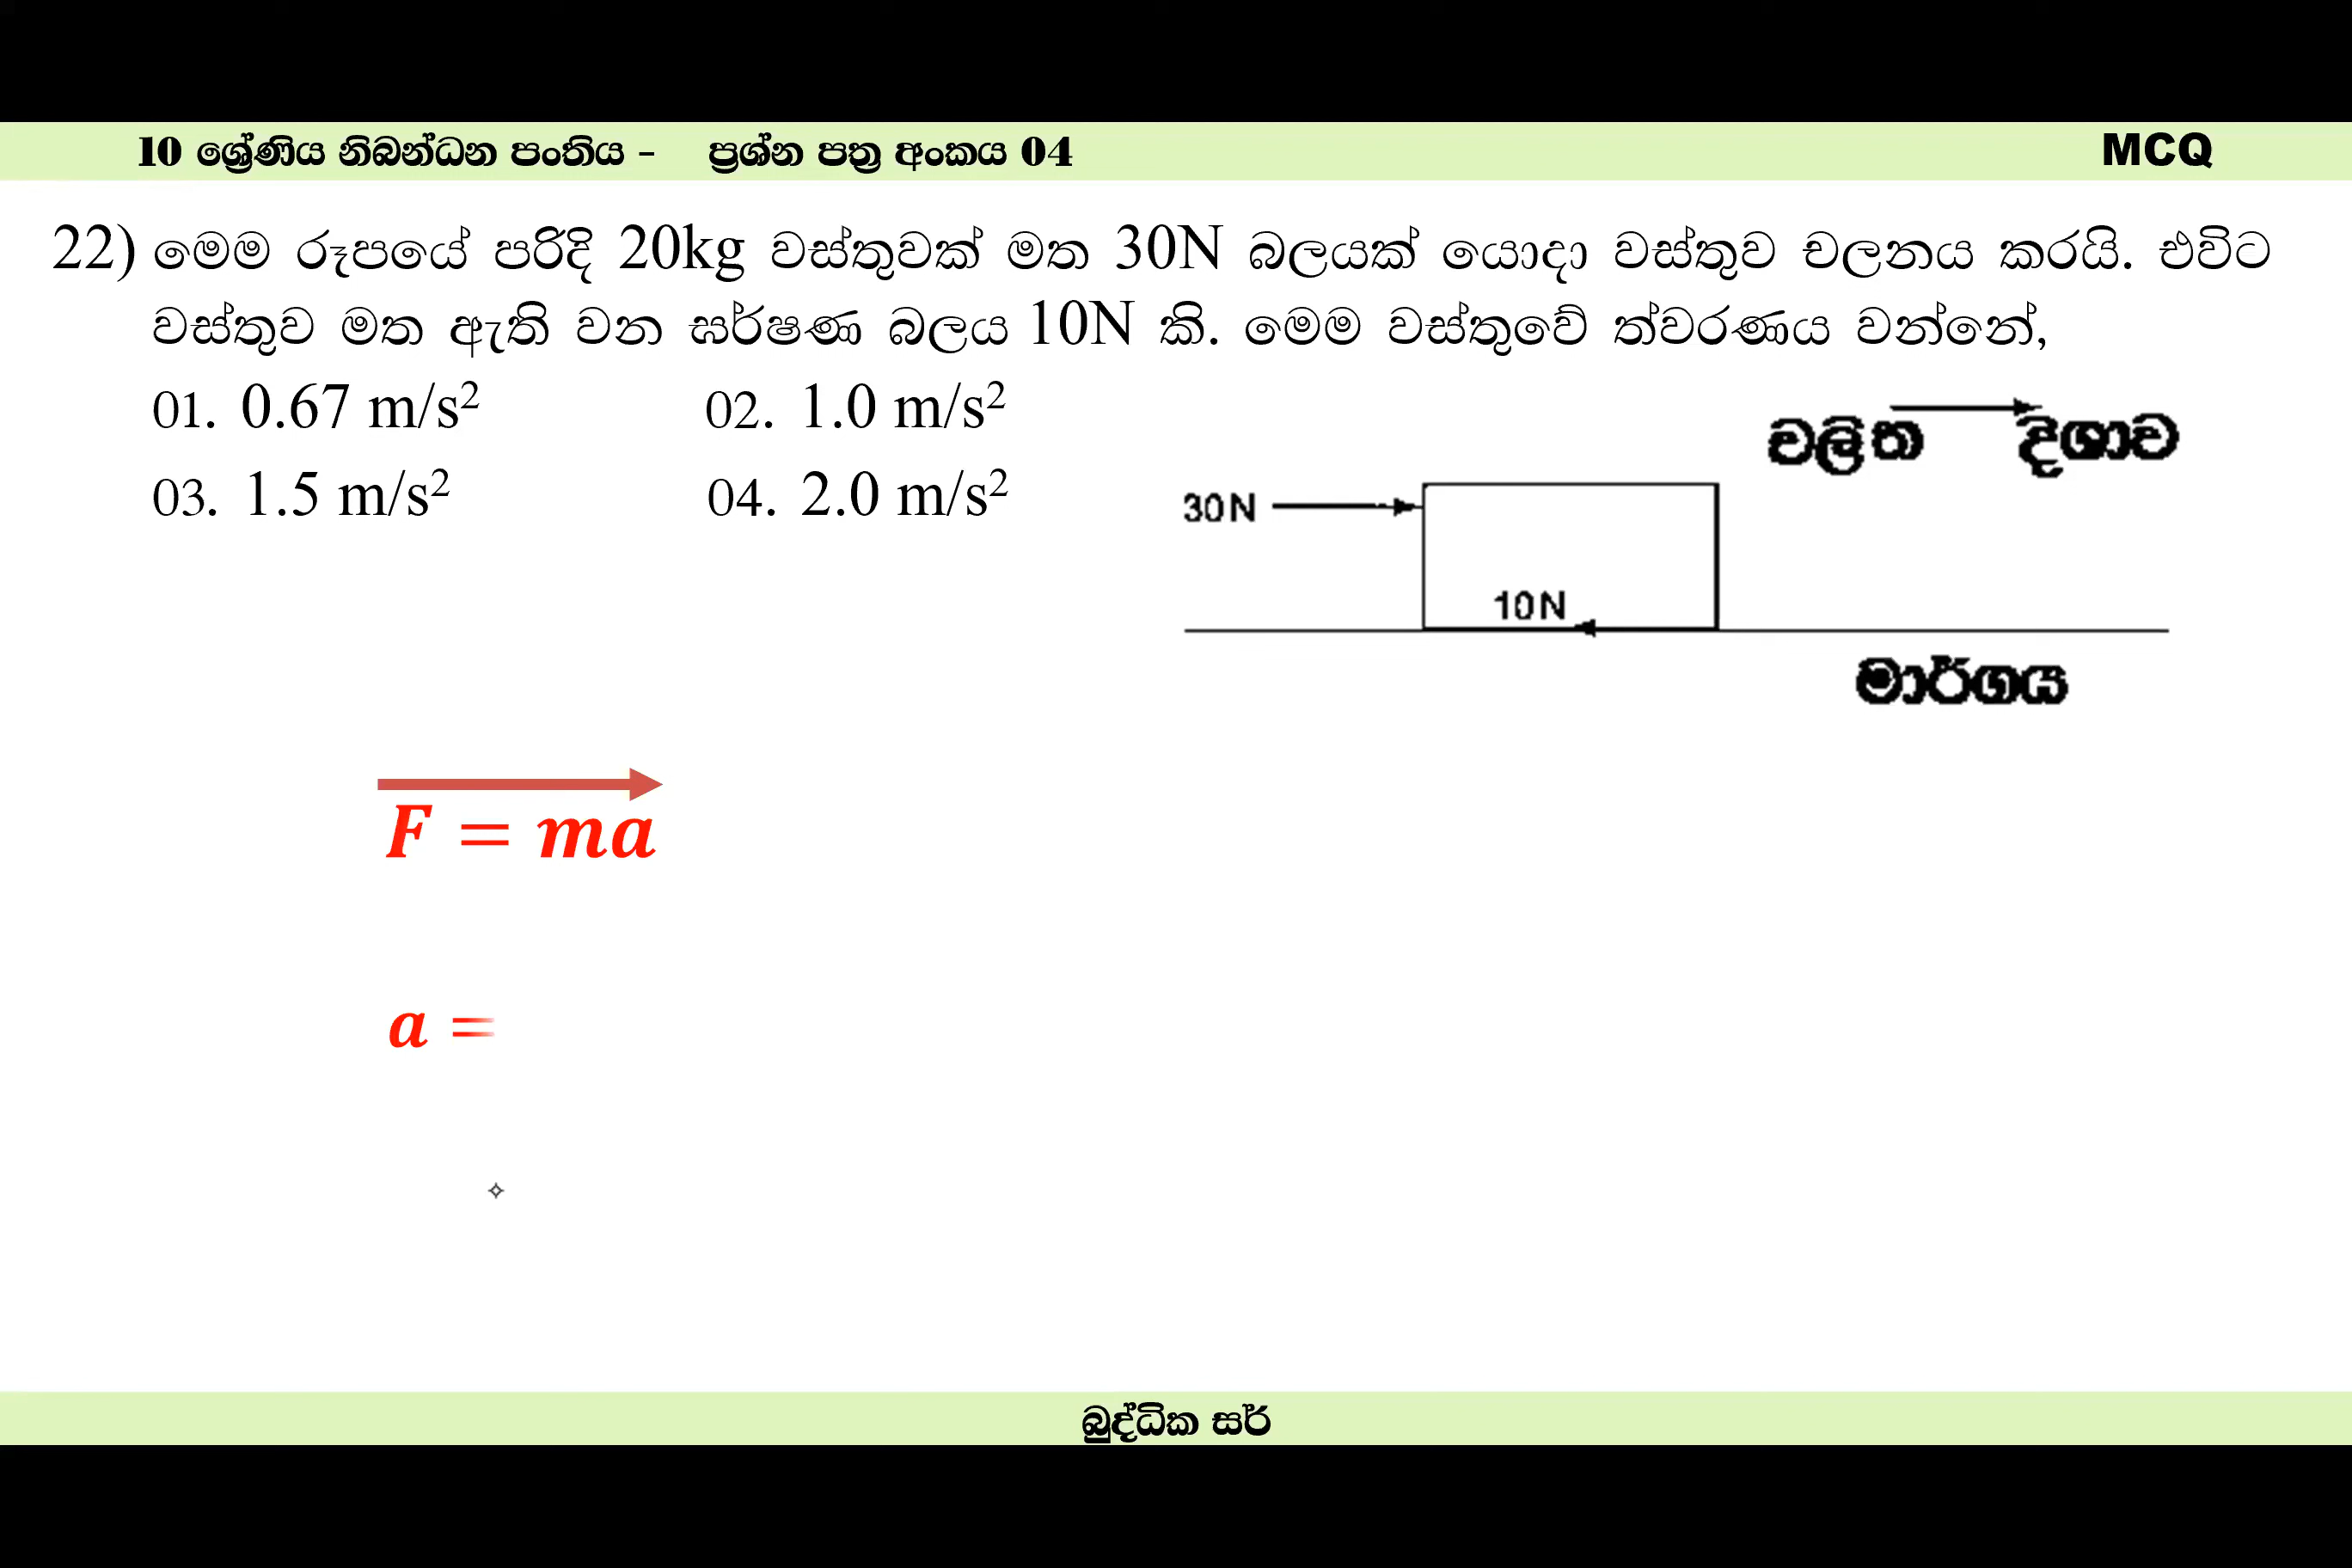 10 ශ්‍රේණිය නිබන්ධන පංතිය -    ප්‍රශ්න පත්‍ර අංකය 04    MCQ
22) මෙම රූපයේ පරිදි 20kg වස්තුවක් මත 30N බලයක් යොදා වස්තුව චලනය කරයි. එවිට
වස්තුව මත ඇති වන ඝර්ෂණ බලය 10N කි. මෙම වස්තුවේ ත්වරණය වන්නේ,
01. 0.67 m/s²    02. 1.0 m/s²
03. 1.5 m/s²    04. 2.0 m/s²
චලිත දිශාව
30N
10N
මාර්ගය
F = ma
a =
බුද්ධික සර්